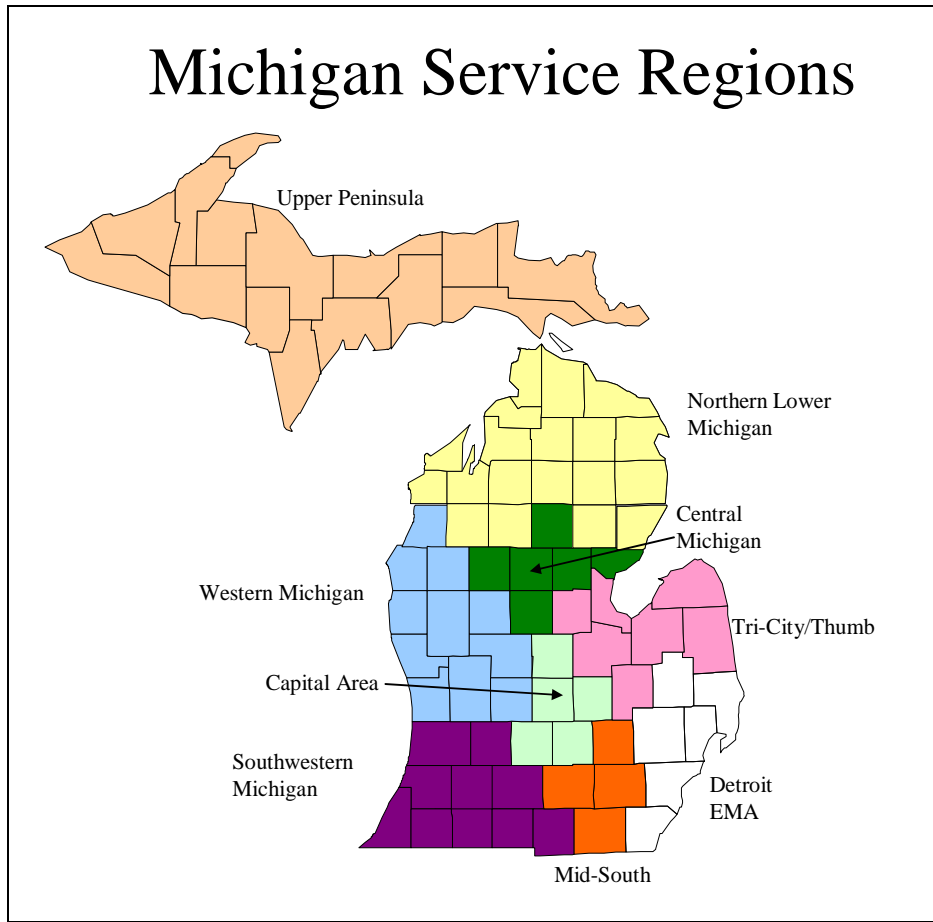 Michigan Service Regions
Upper Peninsula
Northern Lower
Michigan
Central
Michigan
Western Michigan
Tri-City/Thumb
Capital Area
Southwestern
Michigan
Detroit
EMA
Mid-South